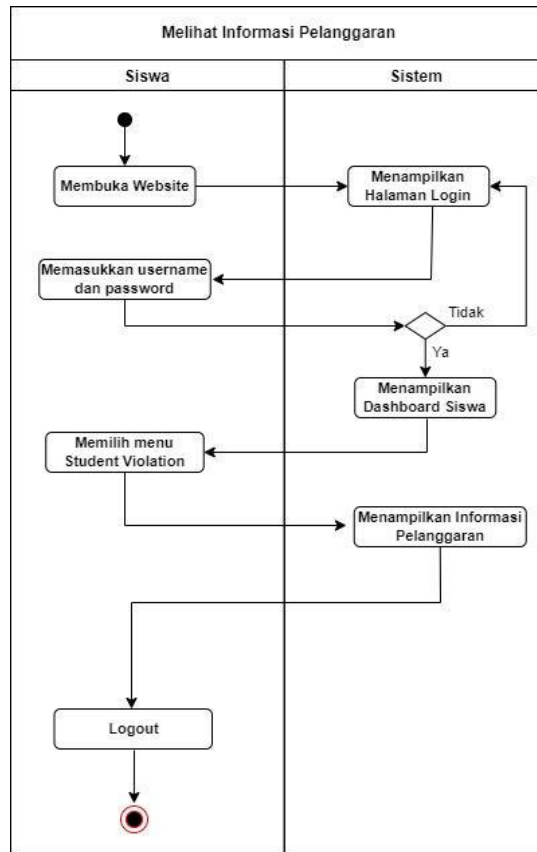 Melihat Informasi Pelanggaran
Siswa
Sistem
Membuka Website
Menampilkan
Halaman Login
Memasukkan username
dan password
Tidak
Ya
Menampilkan
Dashboard Siswa
Memilih menu
Student Violation
Menampilkan Informasi
Pelanggaran
Logout